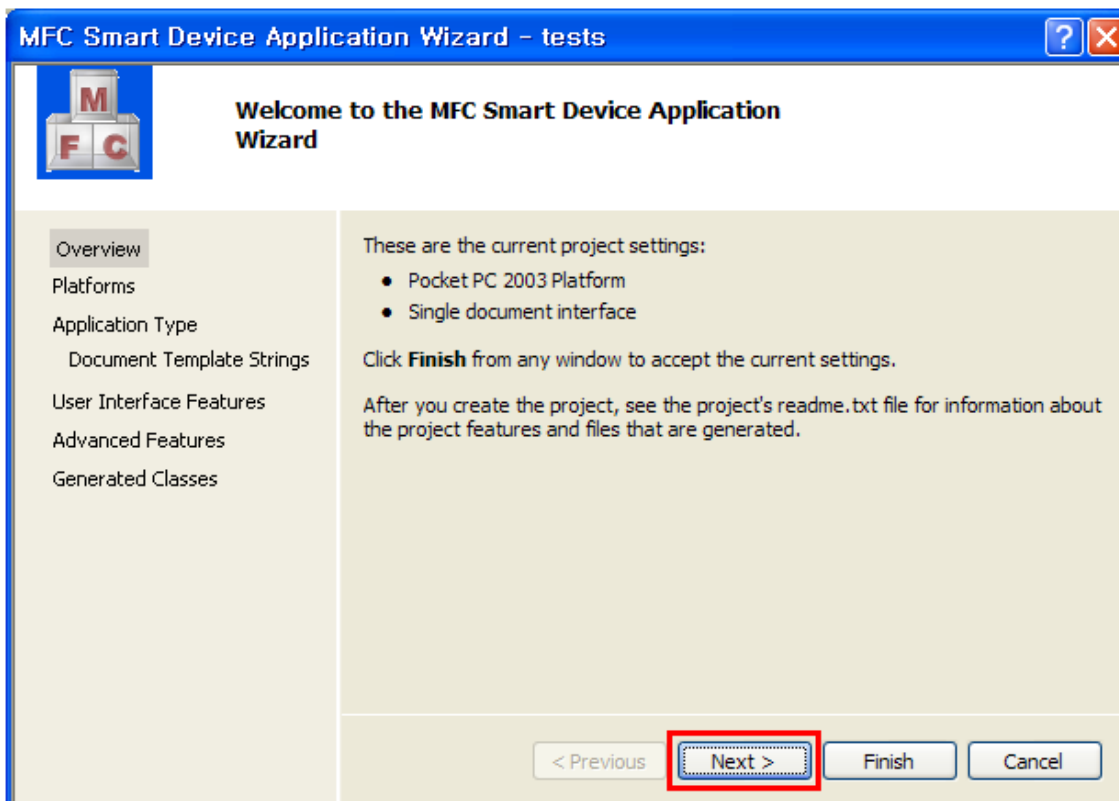 MFC Smart Device Application Wizard - tests
?
M
F C
Welcome to the MFC Smart Device Application
Wizard
Overview
Platforms
Application Type
Document Template Strings
User Interface Features
Advanced Features
Generated Classes
These are the current project settings:
● Pocket PC 2003 Platform
● Single document interface
Click Finish from any window to accept the current settings.
After you create the project, see the project's readme.txt file for information about
the project features and files that are generated.
< Previous Next > Finish Cancel